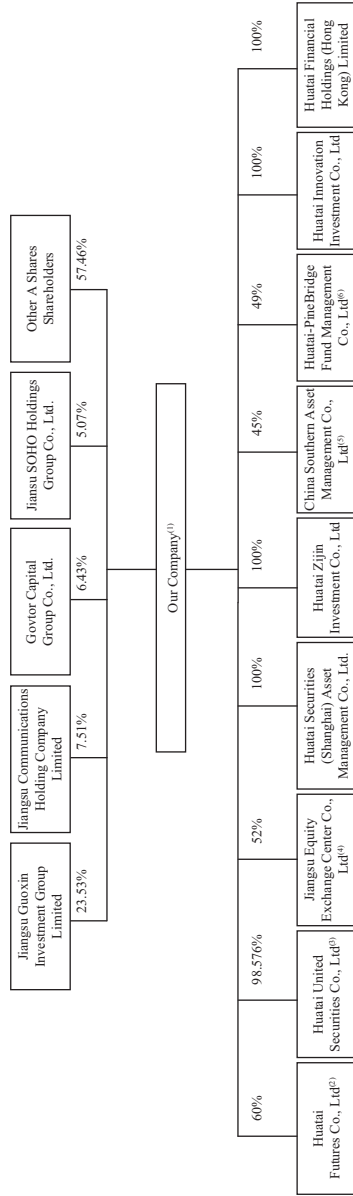 Jiangsu Guoxin
Investment Group
Limited
23.53%
Jiangsu Communications
Holding Company
Limited
7.51%
Govtor Capital
Group Co., Ltd.
6.43%
Jiansu SOHO Holdings
Group Co., Ltd.
5.07%
Other A Shares
Shareholders
57.46%
Our Company(1)
60%
Huatai
Futures Co., Ltd(2)
98.576%
Huatai United
Securities Co., Ltd(3)
52%
Jiangsu Equity
Exchange Center Co.,
Ltd(4)
100%
Huatai Securities
(Shanghai) Asset
Management Co., Ltd.
100%
Huatai Zijin
Investment Co., Ltd
45%
China Southern Asset
Management Co.,
Ltd(5)
49%
Huatai-PineBridge
Fund Management
Co., Ltd(6)
100%
Huatai Innovation
Investment Co., Ltd
100%
Huatai Financial
Holdings (Hong
Kong) Limited